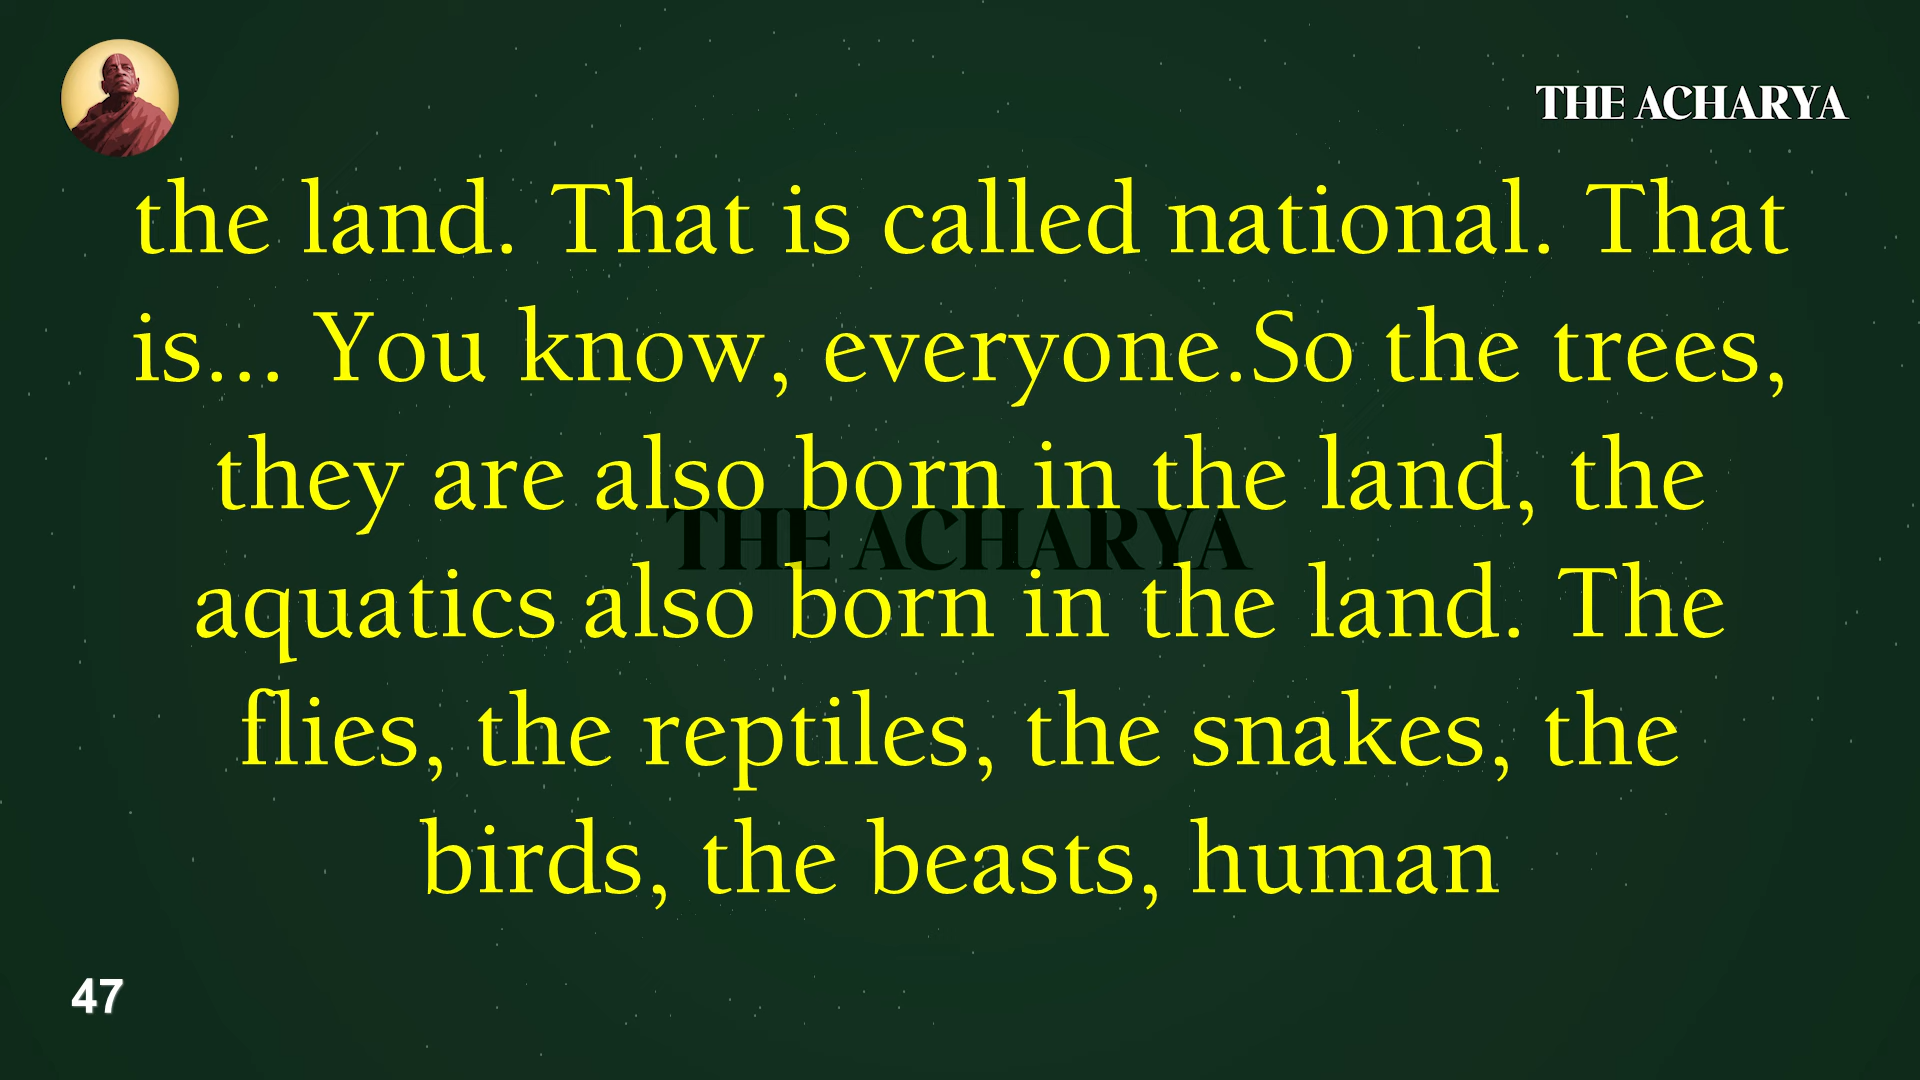 THE ACHARYA
the land. That is called national. That
is... You know, everyone.So the trees,
they are also born in the land, the
THE ACHARYA
aquatics also born in the land. The
flies, the reptiles, the snakes, the
birds, the beasts, human
47